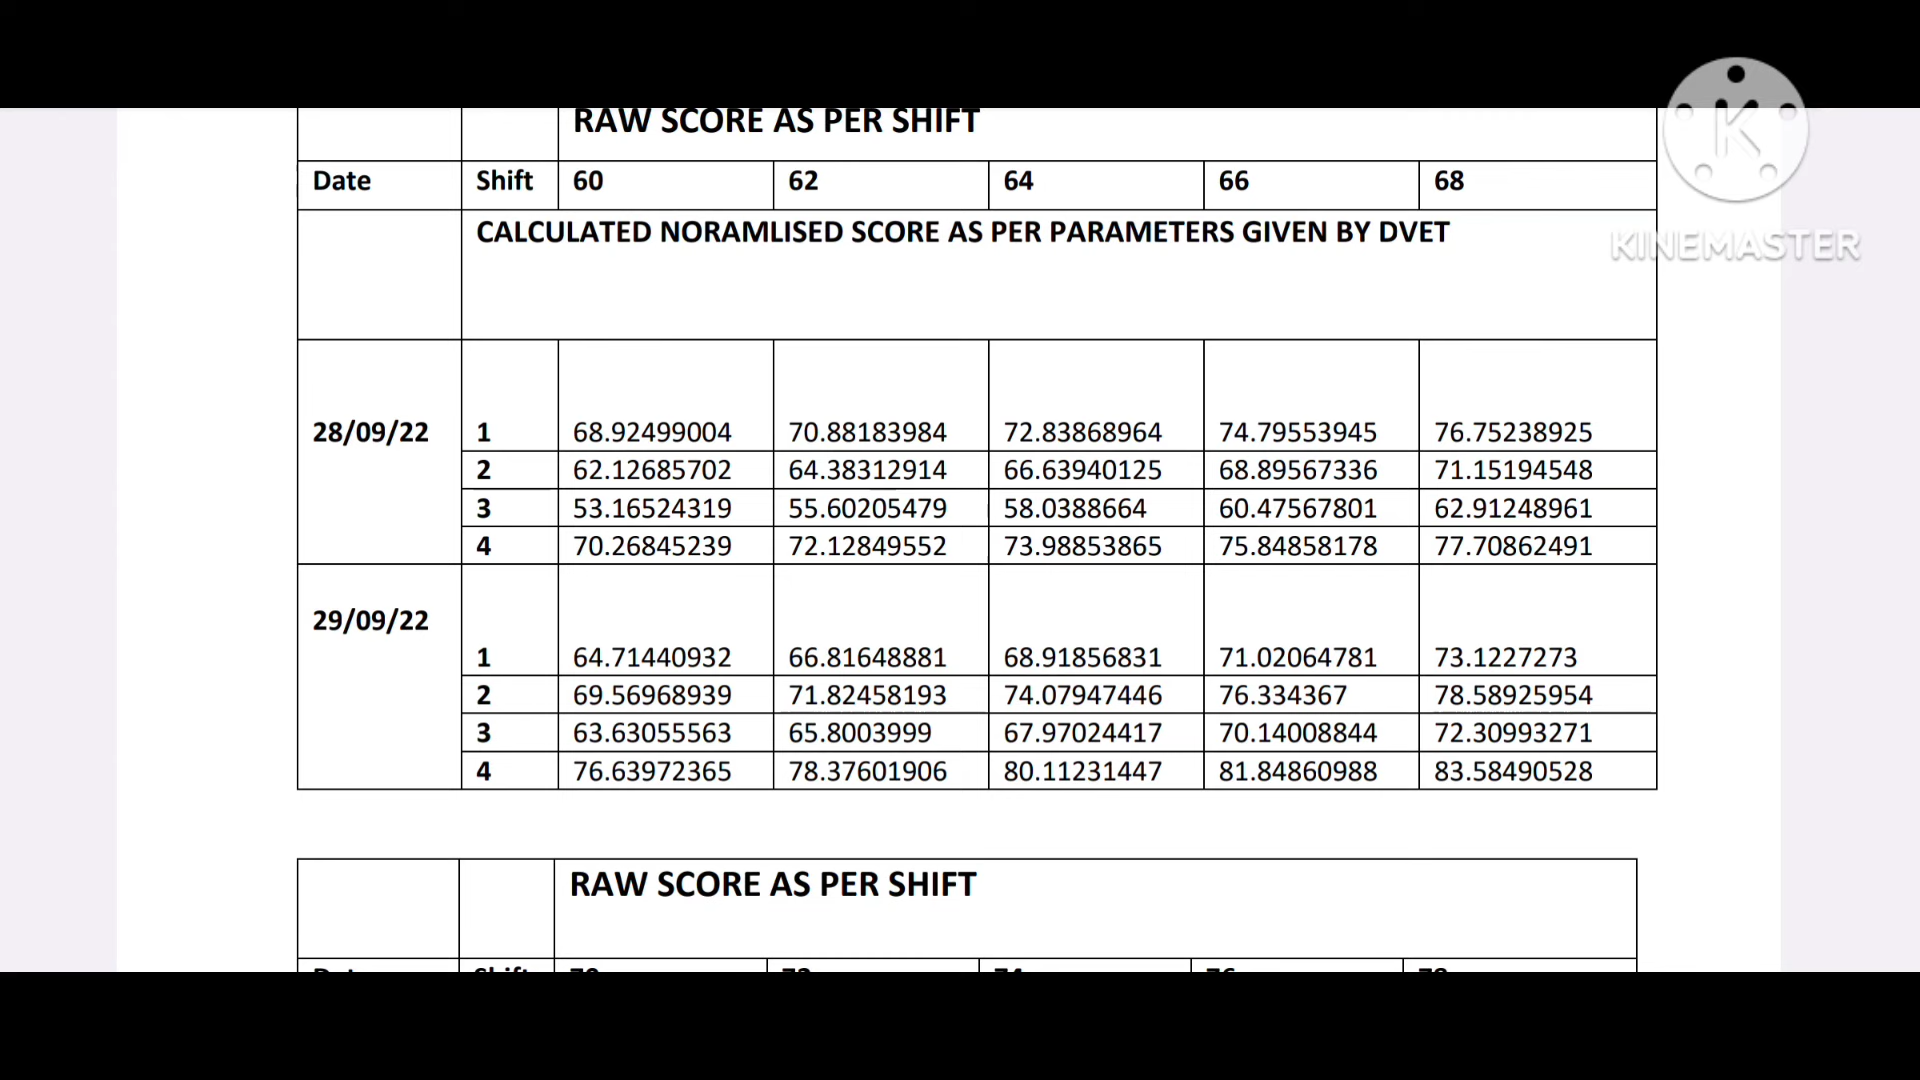 RAW SCORE AS PER SHIFT
Date Shift 60 62 64 66 68
CALCULATED NORAMLISED SCORE AS PER PARAMETERS GIVEN BY DVET
28/09/22 1 68.92499004 70.88183984 72.83868964 74.79553945 76.75238925
2 62.12685702 64.38312914 66.63940125 68.89567336 71.15194548
3 53.16524319 55.60205479 58.0388664 60.47567801 62.91248961
4 70.26845239 72.12849552 73.98853865 75.84858178 77.70862491
29/09/22
1 64.71440932 66.81648881 68.91856831 71.02064781 73.1227273
2 69.56968939 71.82458193 74.07947446 76.334367 78.58925954
3 63.63055563 65.8003999 67.97024417 70.14008844 72.30993271
4 76.63972365 78.37601906 80.11231447 81.84860988 83.58490528
RAW SCORE AS PER SHIFT
K
KINEMASTER